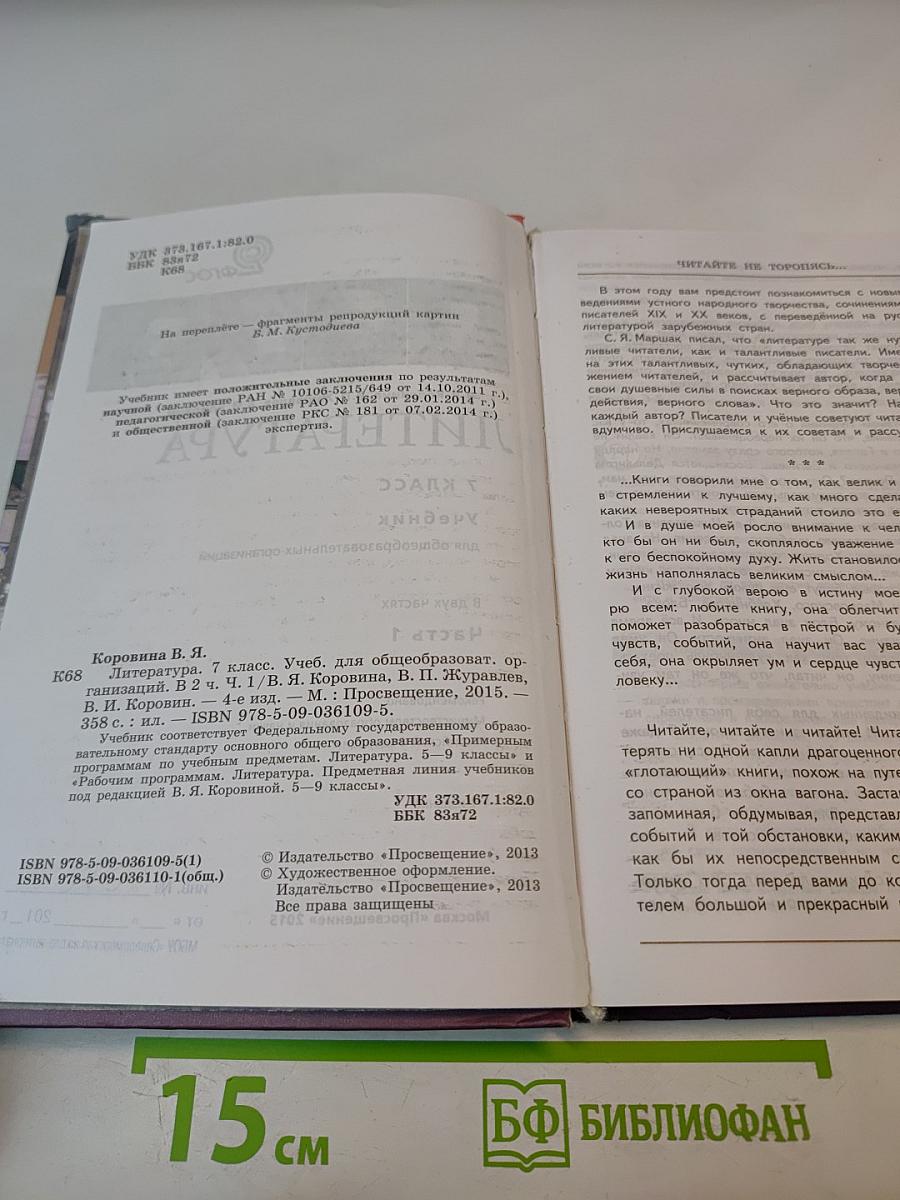 УДК 373.167.1:82.0
ББК 83я72
К68
На переплёте — фрагменты репродукций картин
Б. М. Кустодиева
Учебник имеет положительные заключения по результатам
научной (заключение РАН № 10106-5215/649 от 14.10.2011 г.),
педагогической (заключение РАО № 162 от 29.01.2014 г.)
и общественной (заключение РКС № 181 от 07.02.2014 г.)
экспертиз.
ЛИТЕРАТУРА
7 КЛАСС
Учебник
для общеобразовательных организаций
В двух частях
Часть 1
Коровина В. Я.
К68 Литература. 7 класс. Учеб. для общеобразоват. ор-
ганизаций. В 2 ч. Ч. 1 / В. Я. Коровина, В. П. Журавлев,
В. И. Коровин. — 4-е изд. — М. : Просвещение, 2015. —
358 с. : ил. — ISBN 978-5-09-036109-5.
Учебник соответствует Федеральному государственному образо-
вательному стандарту основного общего образования, «Примерным
программам по учебным предметам. Литература. 5—9 классы» и
«Рабочим программам. Литература. Предметная линия учебников
под редакцией В. Я. Коровиной. 5—9 классы».
УДК 373.167.1:82.0
ББК 83я72
ISBN 978-5-09-036109-5(1)
ISBN 978-5-09-036110-1(общ.)
© Издательство «Просвещение», 2013
© Художественное оформление.
Издательство «Просвещение», 2013
Все права защищены
Москва «Просвещение» 2015
ЧИТАЙТЕ НЕ ТОРОПЯСЬ...
В этом году вам предстоит познакомиться с новым
ведениями устного народного творчества, сочинениям
писателей XIX и XX веков, с переведённой на рус
литературой зарубежных стран.
С. Я. Маршак писал, что «литературе так же ну
ливые читатели, как и талантливые писатели. Име
на этих талантливых, чутких, обладающих творче
жением читателей, и рассчитывает автор, когда
свои душевные силы в поисках верного образа, вер
действия, верного слова». Что это значит? На
каждый автор? Писатели и учёные советуют чита
вдумчиво. Прислушаемся к их советам и рассу
* * *
...Книги говорили мне о том, как велик и
в стремлении к лучшему, как много сдела
каких невероятных страданий стоило это е
И в душе моей росло внимание к чел
кто бы он ни был, скоплялось уважение
к его беспокойному духу. Жить становилос
жизнь наполнялась великим смыслом...
И с глубокой верою в истину мое
рю всем: любите книгу, она облегчит
поможет разобраться в пёстрой и бу
чувств, событий, она научит вас ува
себя, она окрыляет ум и сердце чувст
ловеку...
Читайте, читайте и читайте! Чита
терять ни одной капли драгоценного
«глотающий» книги, похож на путе
со страной из окна вагона. Застав
запоминая, обдумывая, представл
событий и той обстановки, каким
как бы их непосредственным с
Только тогда перед вами до ко
телем большой и прекрасный
15 см
БФ БИБЛИОФАН